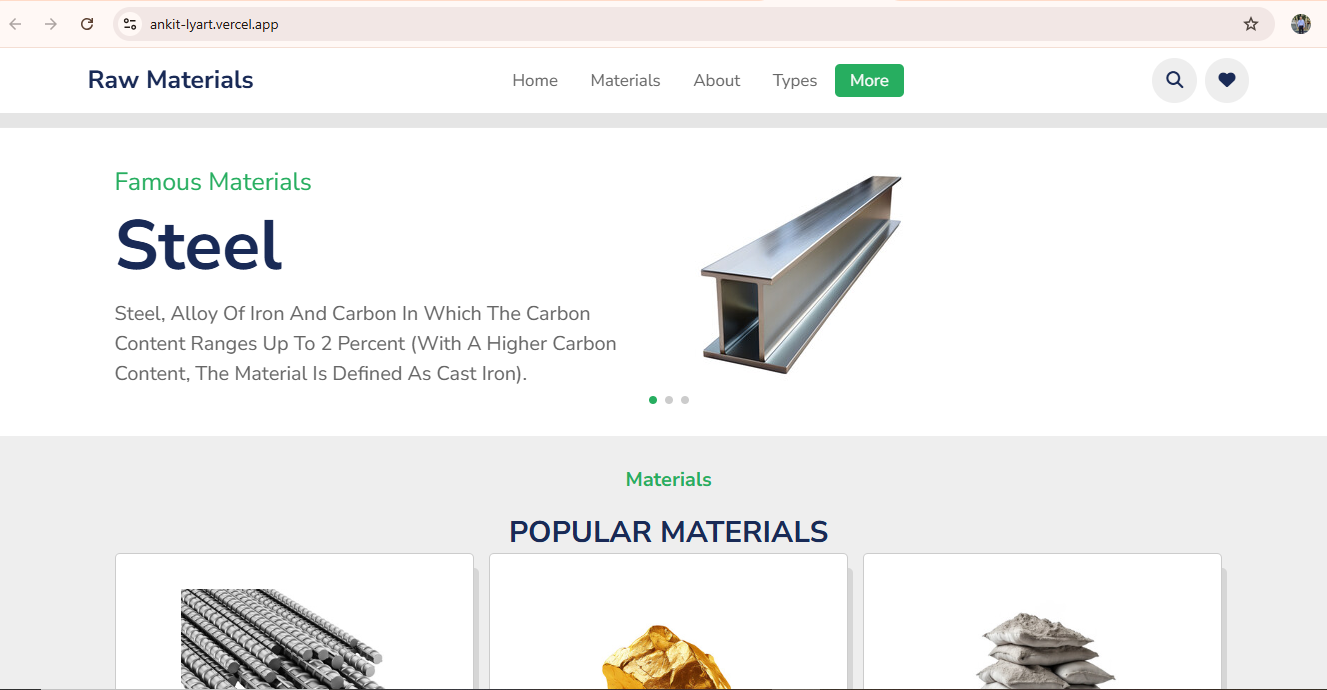 ankit-lyart.vercel.app
Raw Materials
Home Materials About Types More
Famous Materials
Steel
Steel, Alloy Of Iron And Carbon In Which The Carbon
Content Ranges Up To 2 Percent (With A Higher Carbon
Content, The Material Is Defined As Cast Iron).
Materials
POPULAR MATERIALS